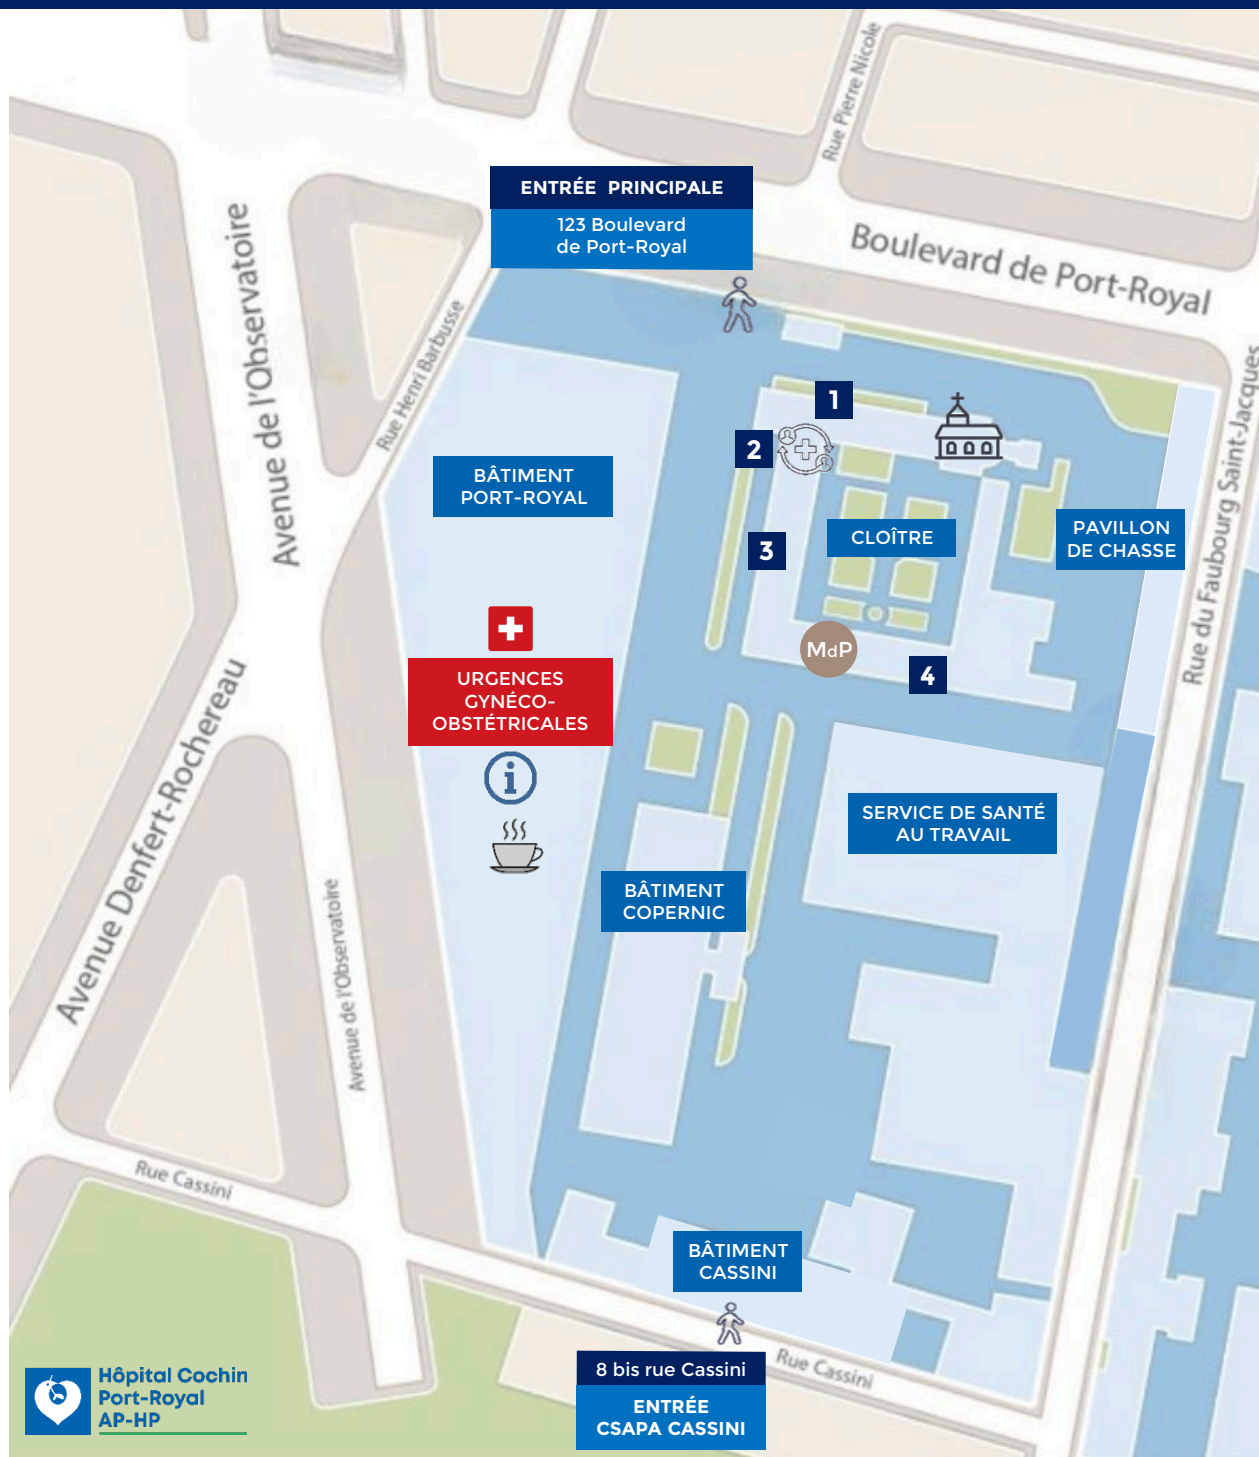 Rue Pierre Nicole
ENTRÉE PRINCIPALE
123 Boulevard
de Port-Royal
Boulevard de Port-Royal
Avenue de l'Observatoire
Rue Henri Barbusse
Rue du Faubourg Saint-Jacques
1
2
BÂTIMENT
PORT-ROYAL
3
CLOÎTRE
PAVILLON
DE CHASSE
MdP
4
URGENCES
GYNÉCO-
OBSTÉTRICALES
i
Avenue Denfert-Rochereau
SERVICE DE SANTÉ
AU TRAVAIL
BÂTIMENT
COPERNIC
Avenue de l'Observatoire
Rue Cassini
BÂTIMENT
CASSINI
Rue Cassini
8 bis rue Cassini
ENTRÉE
CSAPA CASSINI
Hôpital Cochin
Port-Royal
AP-HP